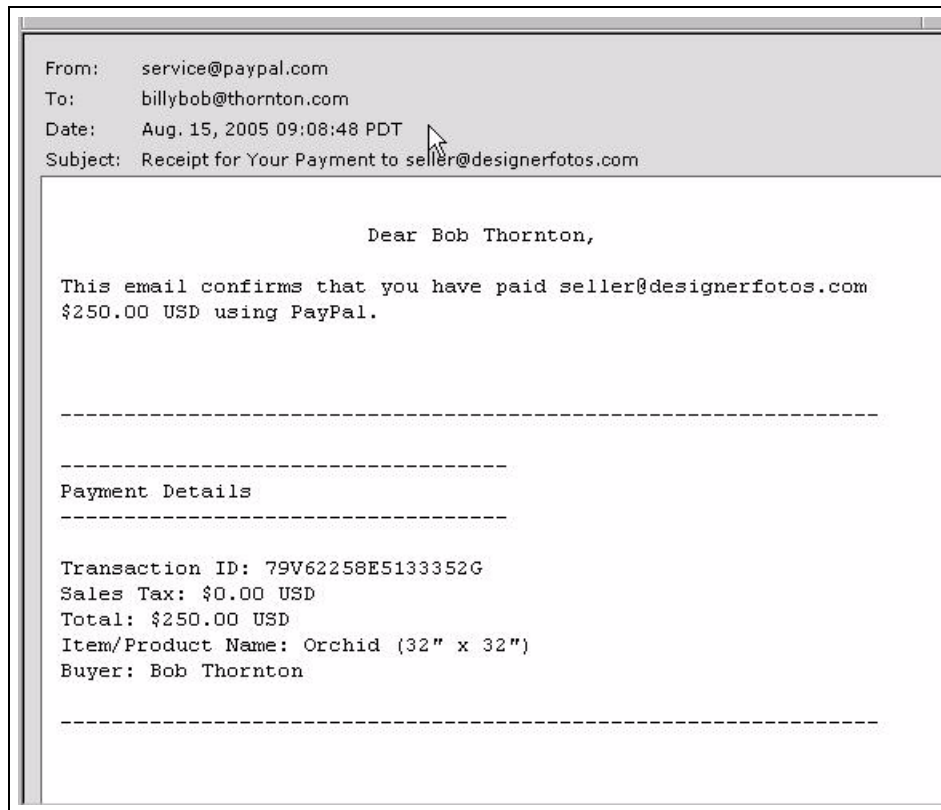 From: service@paypal.com
To: billybob@thornton.com
Date: Aug. 15, 2005 09:08:48 PDT
Subject: Receipt for Your Payment to seller@designerfotos.com
Dear Bob Thornton,
This email confirms that you have paid seller@designerfotos.com
$250.00 USD using PayPal.
----------------------------------------------------------------
-----------------------------------
Payment Details
-----------------------------------
Transaction ID: 79V62258E5133352G
Sales Tax: $0.00 USD
Total: $250.00 USD
Item/Product Name: Orchid (32" x 32")
Buyer: Bob Thornton
----------------------------------------------------------------